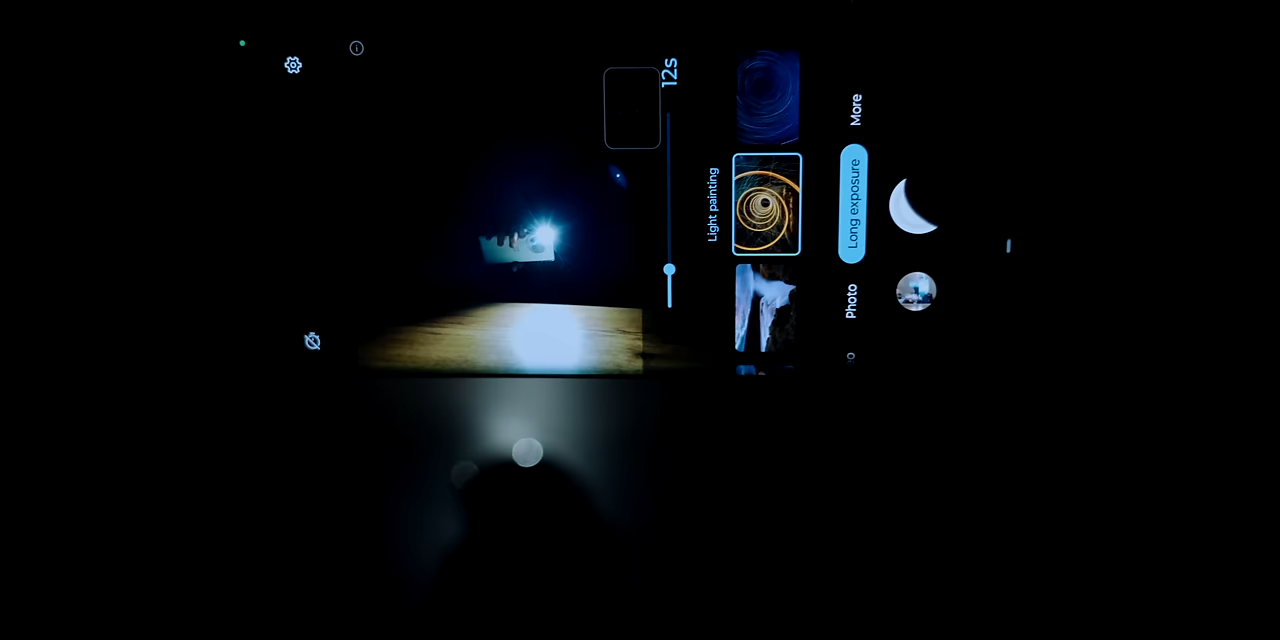 12s
Light painting
More
Long exposure
Photo